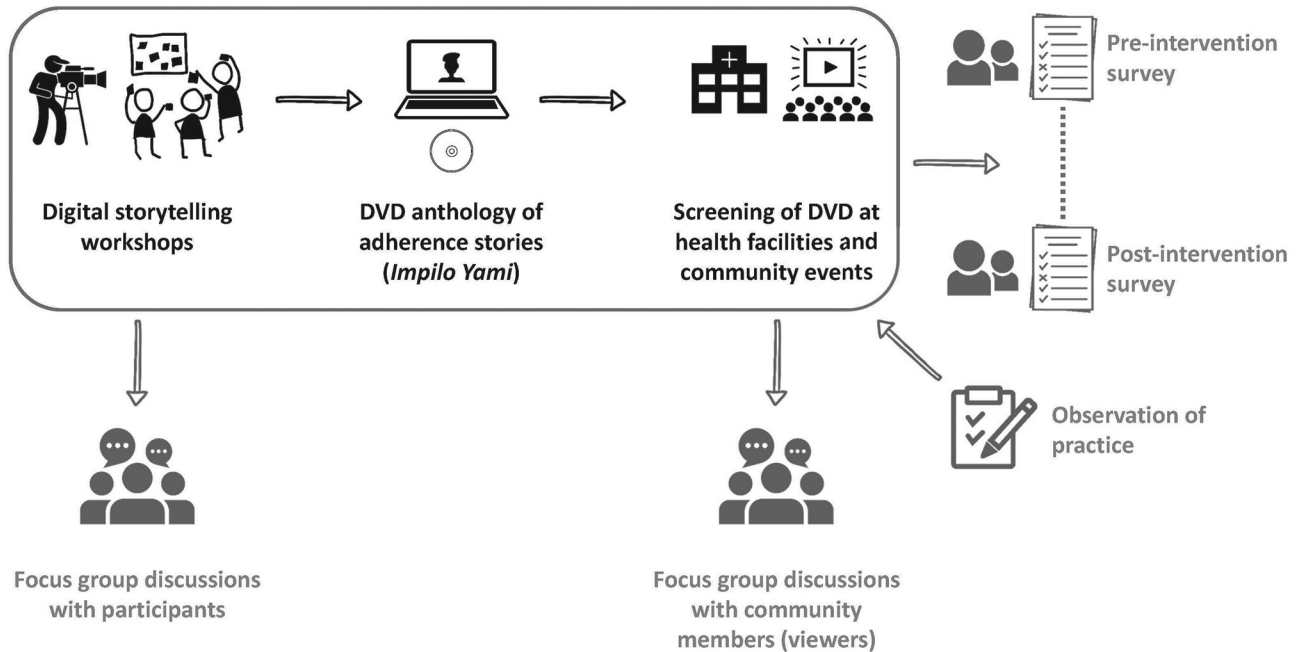 Digital storytelling
workshops
DVD anthology of
adherence stories
(Impilo Yami)
Screening of DVD at
health facilities and
community events
Pre-intervention
survey
Post-intervention
survey
Observation of
practice
Focus group discussions
with participants
Focus group discussions
with community
members (viewers)